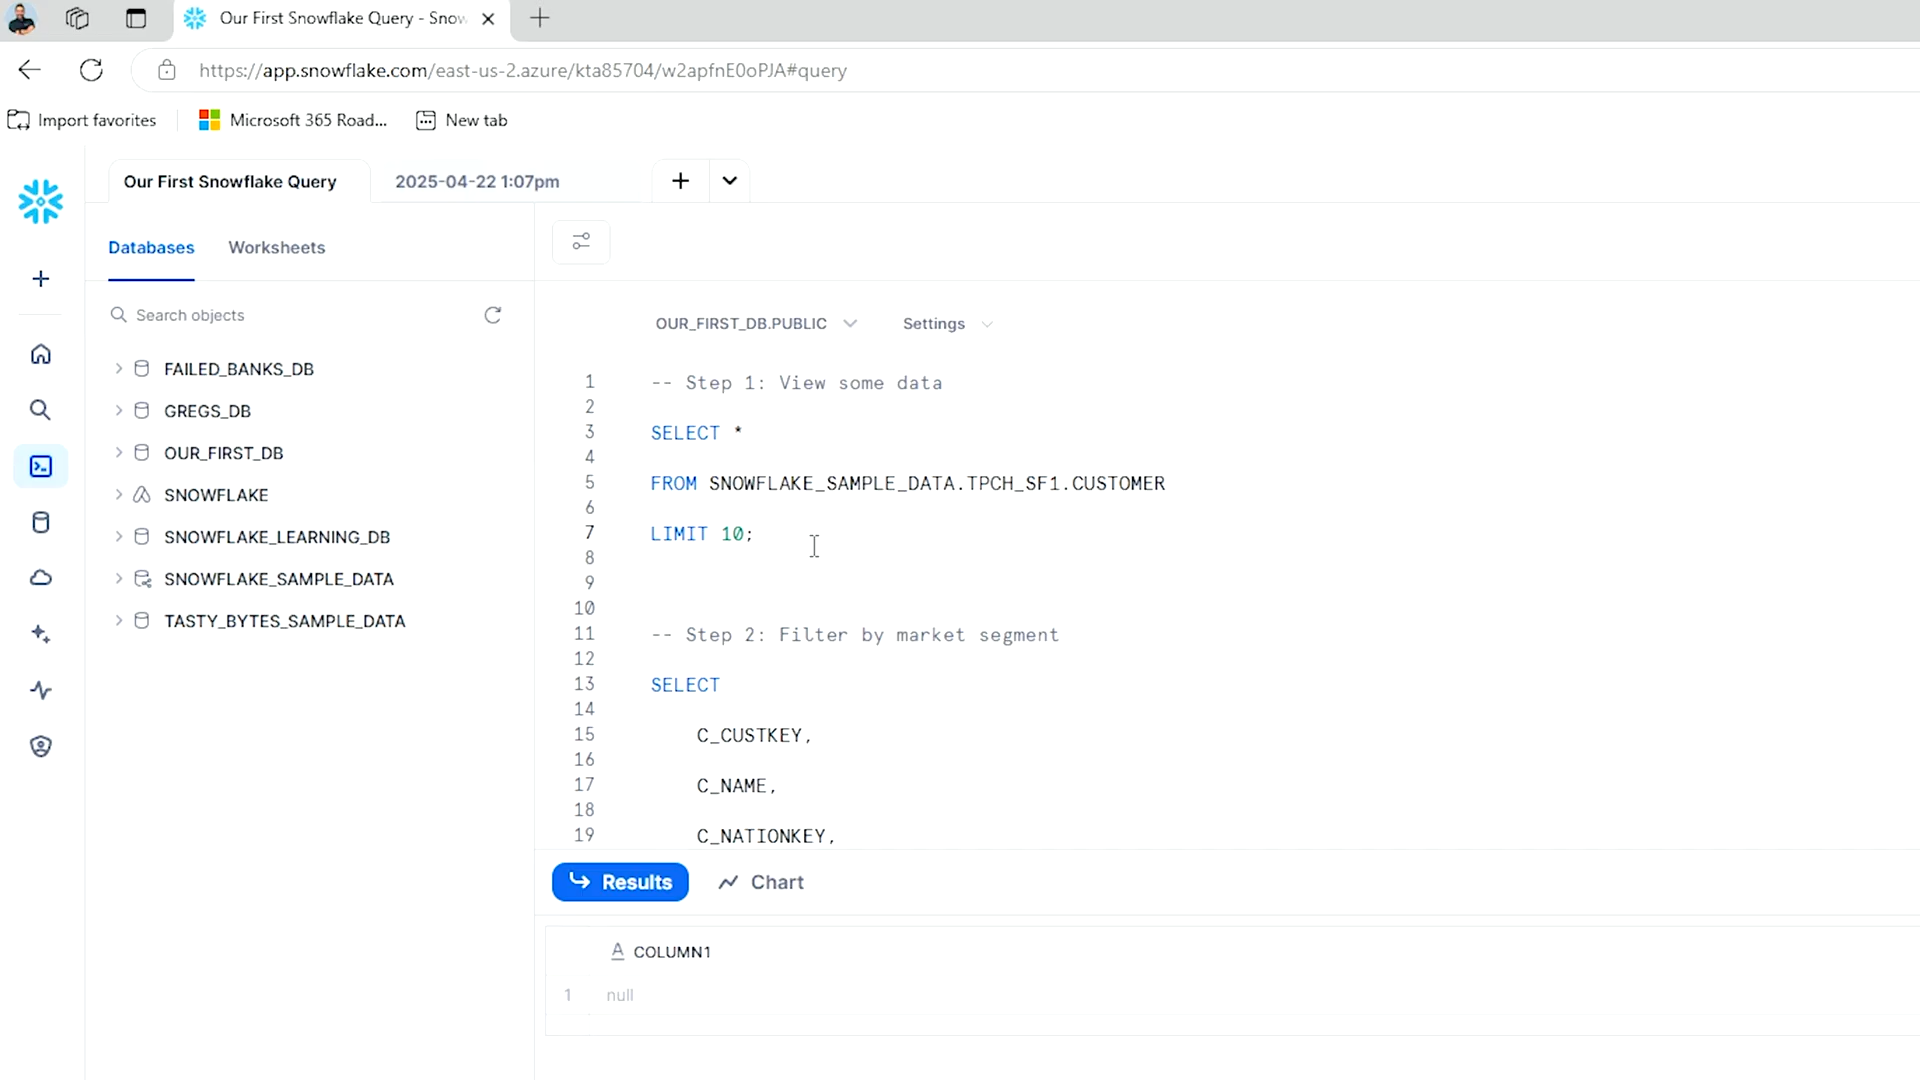 Our First Snowflake Query - Snow
https://app.snowflake.com/east-us-2.azure/kta85704/w2apfnE0oPJA#query
Import favorites
Microsoft 365 Road...
New tab
Our First Snowflake Query
2025-04-22 1:07pm
Databases
Worksheets
Search objects
FAILED_BANKS_DB
GREGS_DB
OUR_FIRST_DB
SNOWFLAKE
SNOWFLAKE_LEARNING_DB
SNOWFLAKE_SAMPLE_DATA
TASTY_BYTES_SAMPLE_DATA
OUR_FIRST_DB.PUBLIC
Settings
1 -- Step 1: View some data
2
3 SELECT *
4
5 FROM SNOWFLAKE_SAMPLE_DATA.TPCH_SF1.CUSTOMER
6
7 LIMIT 10;
8
9
10
11 -- Step 2: Filter by market segment
12
13 SELECT
14
15 C_CUSTKEY,
16
17 C_NAME,
18
19 C_NATIONKEY,
Results
Chart
A COLUMN1
1 null